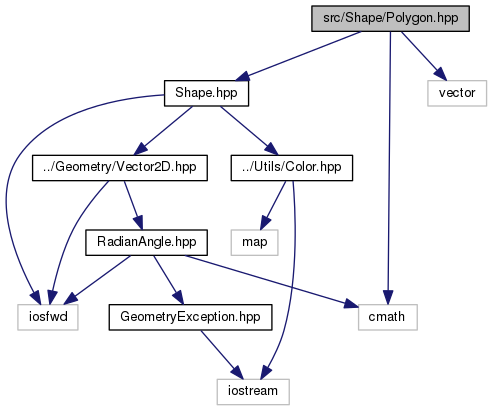 src/Shape/Polygon.hpp
Shape.hpp
vector
../Geometry/Vector2D.hpp
../Utils/Color.hpp
RadianAngle.hpp
map
iosfwd
GeometryException.hpp
cmath
iostream